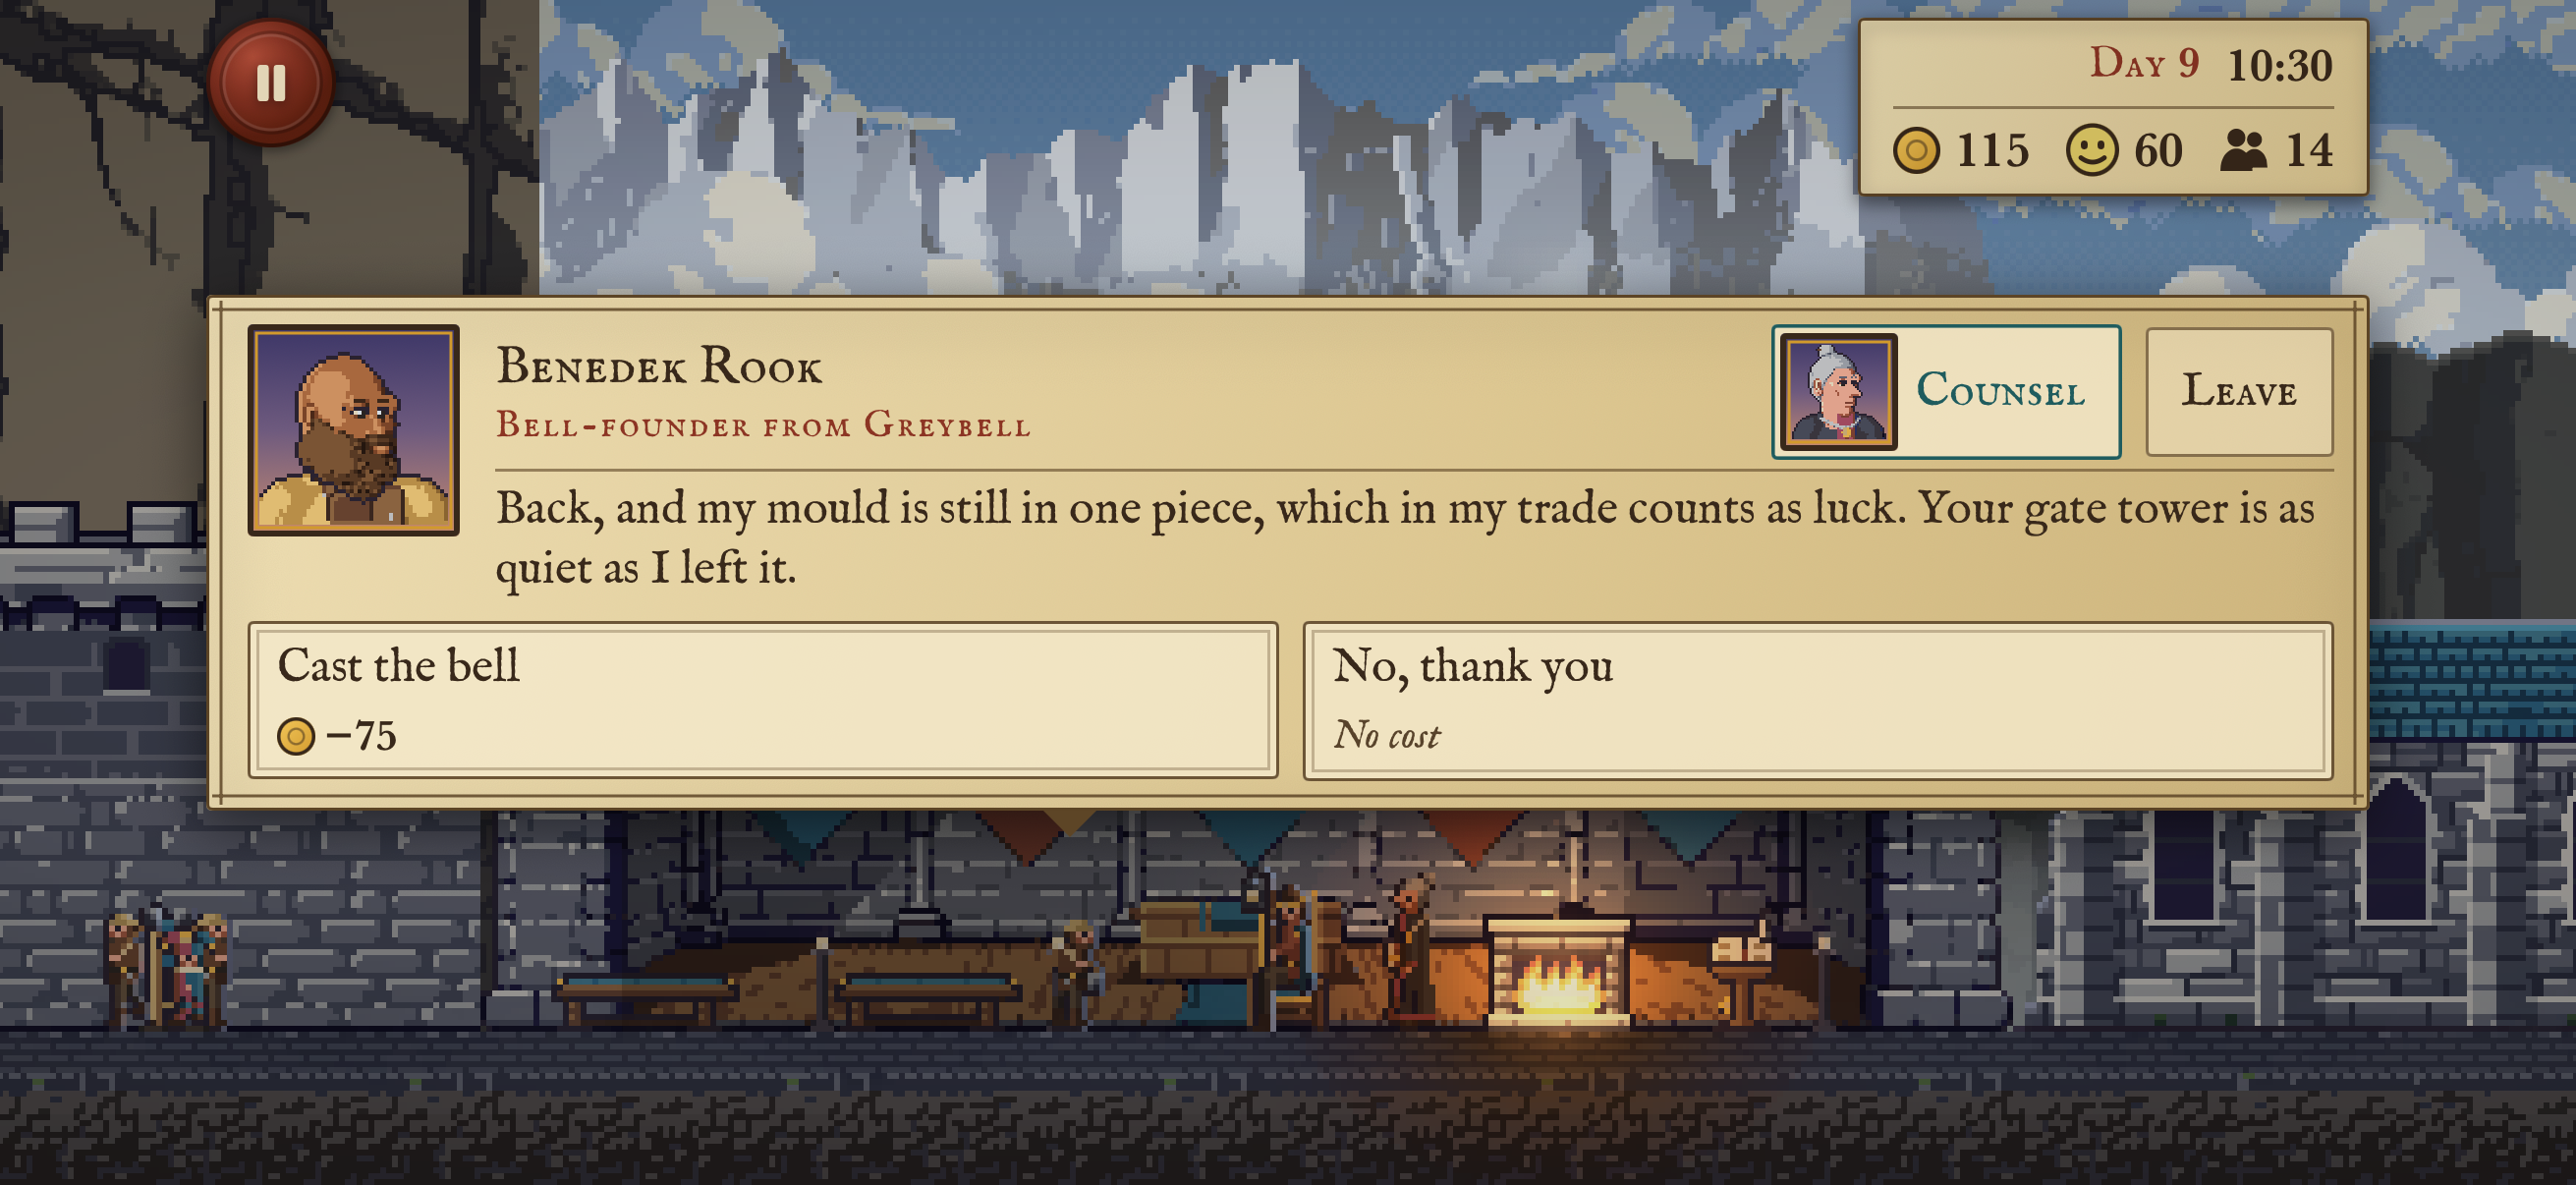 Day 9 10:30
115 60 14
Benedek Rook
Bell-founder from Greybell
Counsel
Leave
Back, and my mould is still in one piece, which in my trade counts as luck. Your gate tower is as
quiet as I left it.
Cast the bell
−75
No, thank you
No cost